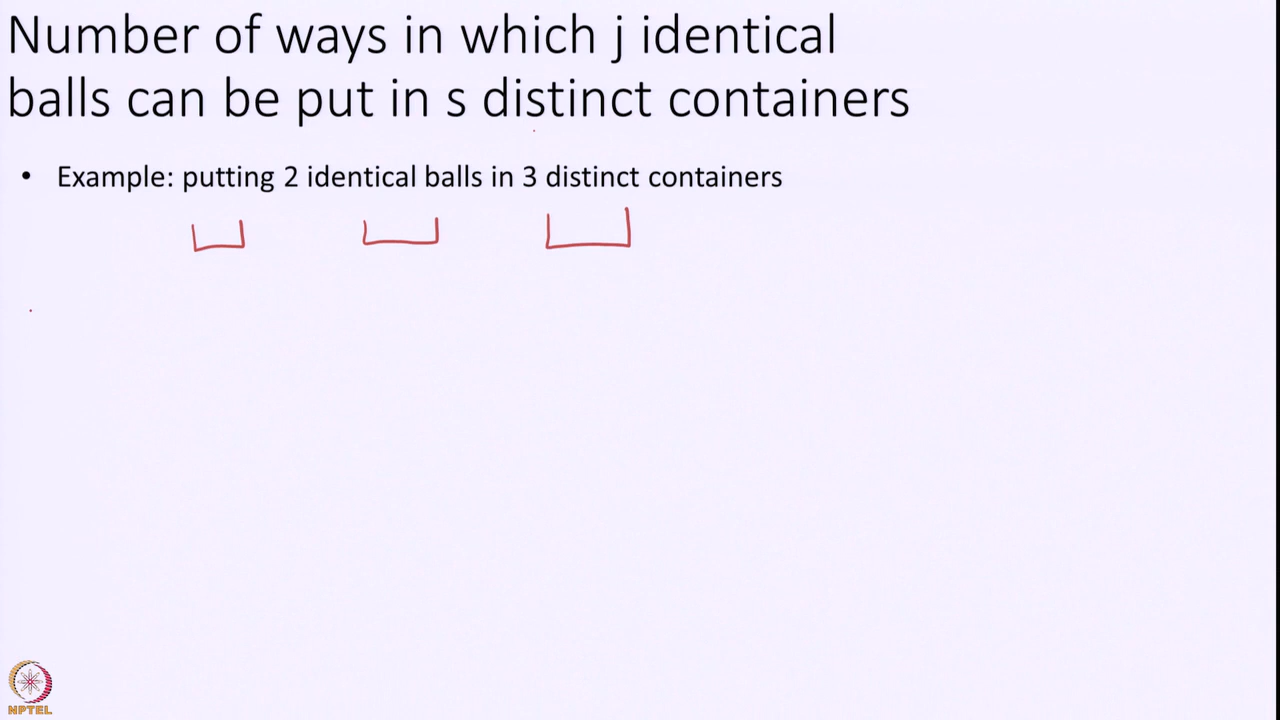 Number of ways in which j identical
balls can be put in s distinct containers
• Example: putting 2 identical balls in 3 distinct containers
NPTEL